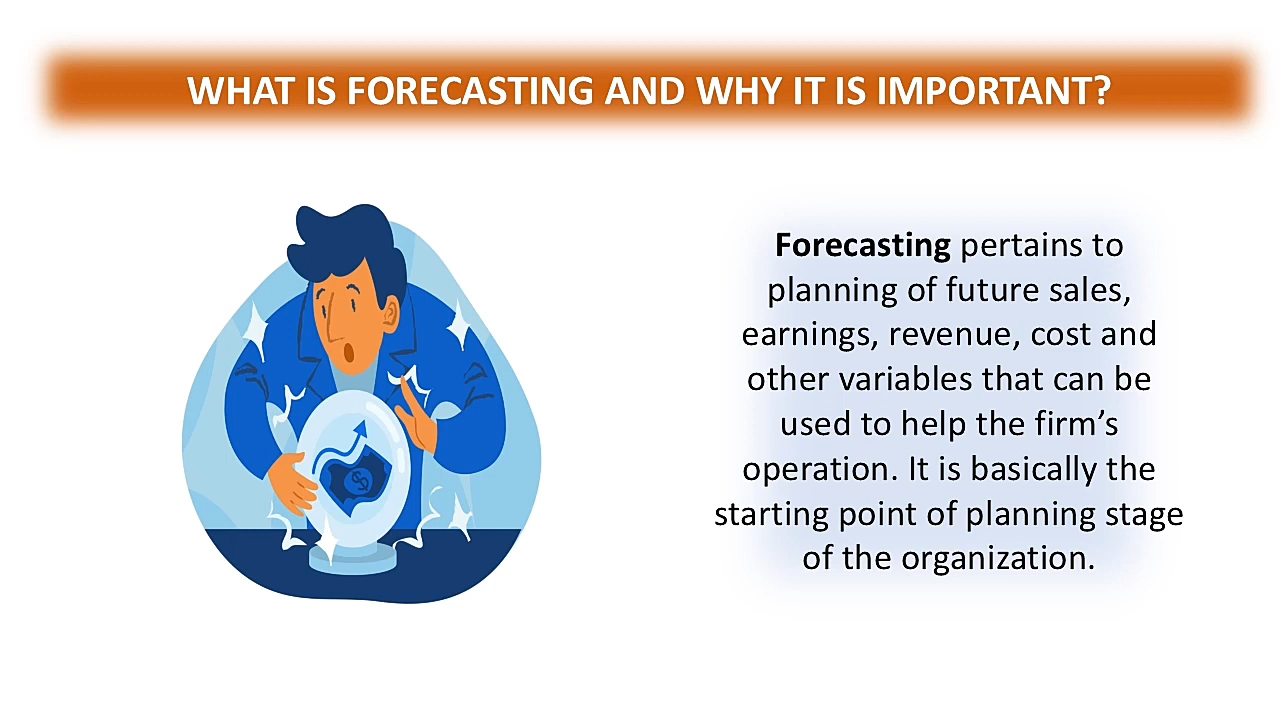 WHAT IS FORECASTING AND WHY IT IS IMPORTANT?
Forecasting pertains to
planning of future sales,
earnings, revenue, cost and
other variables that can be
used to help the firm’s
operation. It is basically the
starting point of planning stage
of the organization.
$